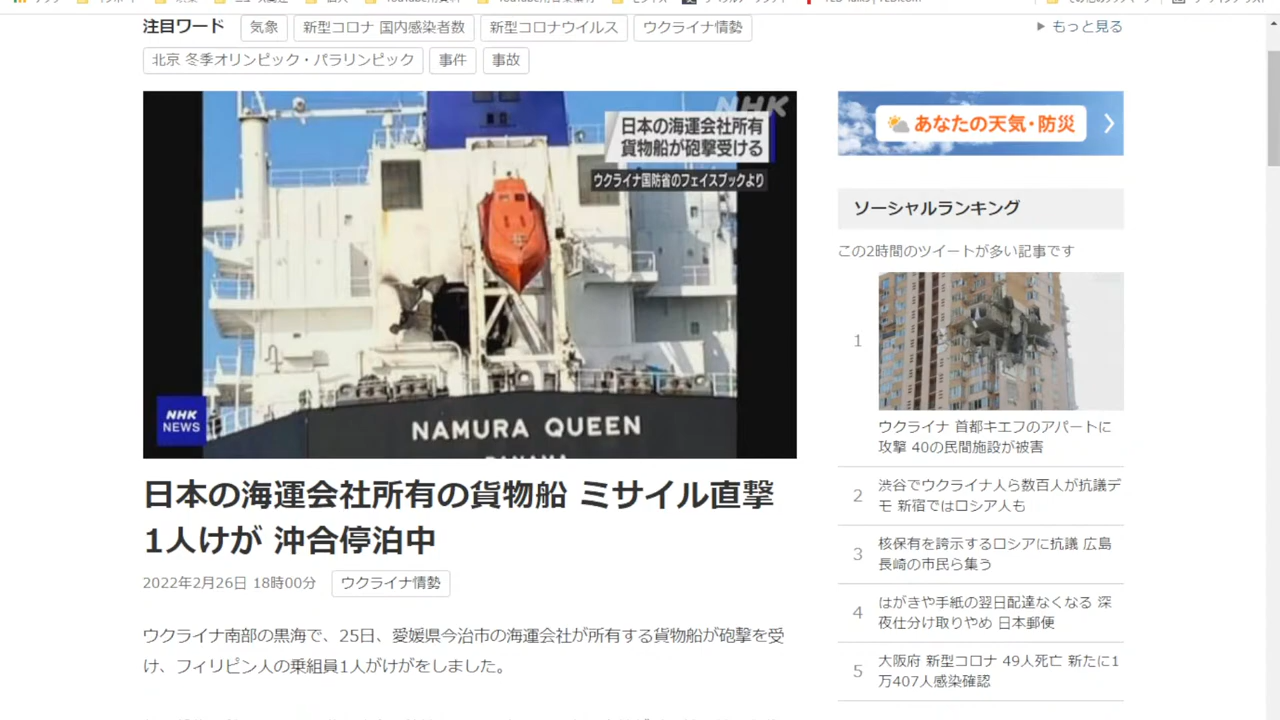 注目ワード
気象
新型コロナ 国内感染者数
新型コロナウイルス
ウクライナ情勢
もっと見る
北京 冬季オリンピック・パラリンピック
事件
事故
NHK
日本の海運会社所有
貨物船が砲撃受ける
ウクライナ国防省のフェイスブックより
NHK
NEWS
NAMURA QUEEN
PANAMA
日本の海運会社所有の貨物船 ミサイル直撃
1人けが 沖合停泊中
2022年2月26日 18時00分
ウクライナ情勢
ウクライナ南部の黒海で、25日、愛媛県今治市の海運会社が所有する貨物船が砲撃を受
け、フィリピン人の乗組員1人がけがをしました。
あなたの天気・防災
ソーシャルランキング
この2時間のツイートが多い記事です
1
ウクライナ 首都キエフのアパートに
攻撃 40の民間施設が被害
2
渋谷でウクライナ人ら数百人が抗議デ
モ 新宿ではロシア人も
3
核保有を誇示するロシアに抗議 広島
長崎の市民ら集う
4
はがきや手紙の翌日配達なくなる 深
夜仕分け取りやめ 日本郵便
5
大阪府 新型コロナ 49人死亡 新たに1
万407人感染確認